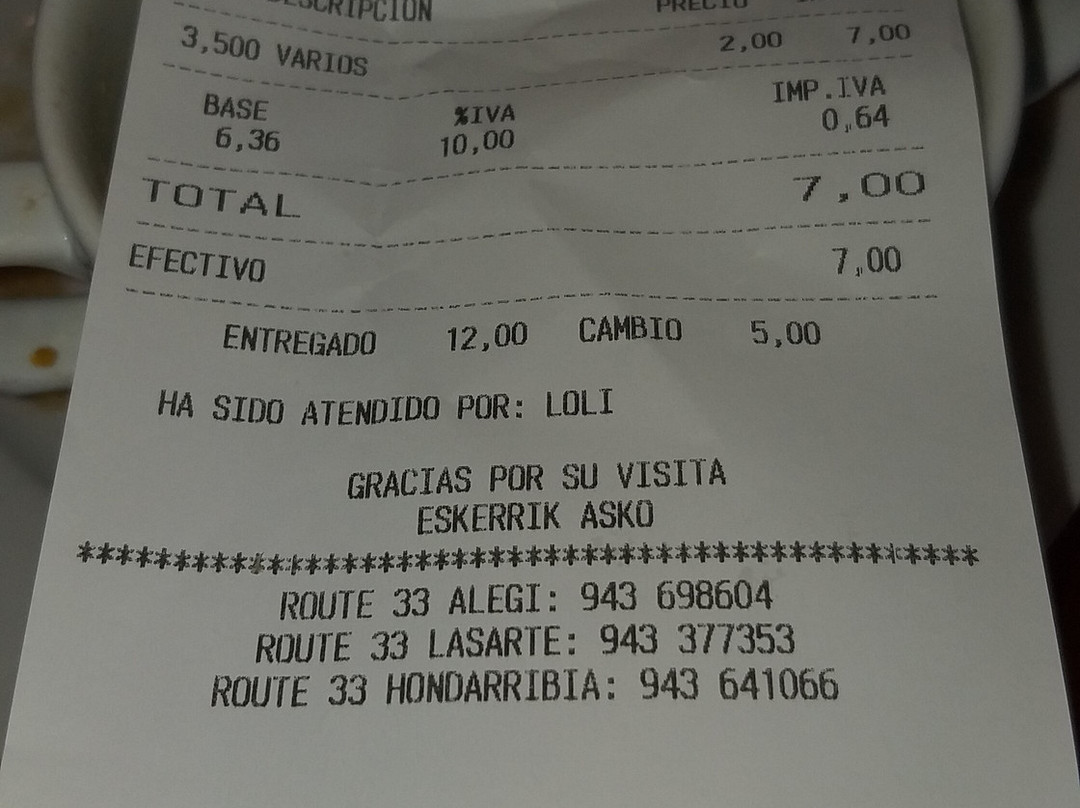 DESCRIPCION PRECIO
3,500 VARIOS 2,00 7,00
BASE %IVA IMP.IVA
6,36 10,00 0,64
TOTAL 7,00
EFECTIVO 7,00
ENTREGADO 12,00 CAMBIO 5,00
HA SIDO ATENDIDO POR: LOLI
GRACIAS POR SU VISITA
ESKERRIK ASKO
***********************************************
ROUTE 33 ALEGI: 943 698604
ROUTE 33 LASARTE: 943 377353
ROUTE 33 HONDARRIBIA: 943 641066